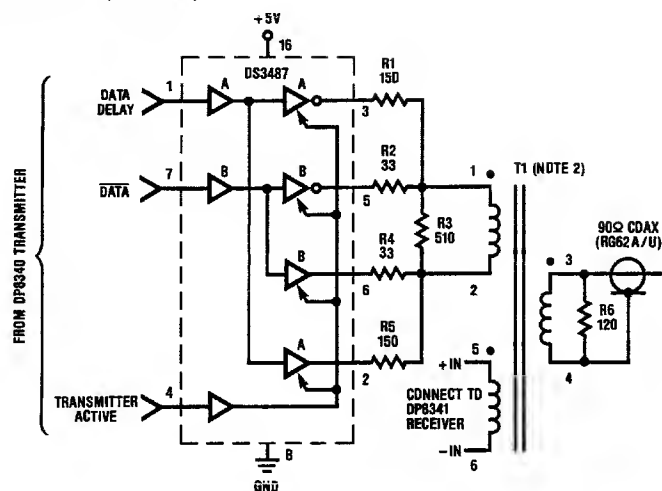 +5V
16
DS3487
DATA
DELAY
1
A
A
3
R1
150
DATA
7
B
B
5
R2
33
1
T1 (NOTE 2)
R3
510
90Ω COAX
(RG62A/U)
3
FROM DP8340 TRANSMITTER
B
6
R4
33
2
R6
120
A
2
R5
150
4
5
+IN
CONNECT TO
DP8341
RECEIVER
TRANSMITTER
ACTIVE
4
-IN
6
8
GND